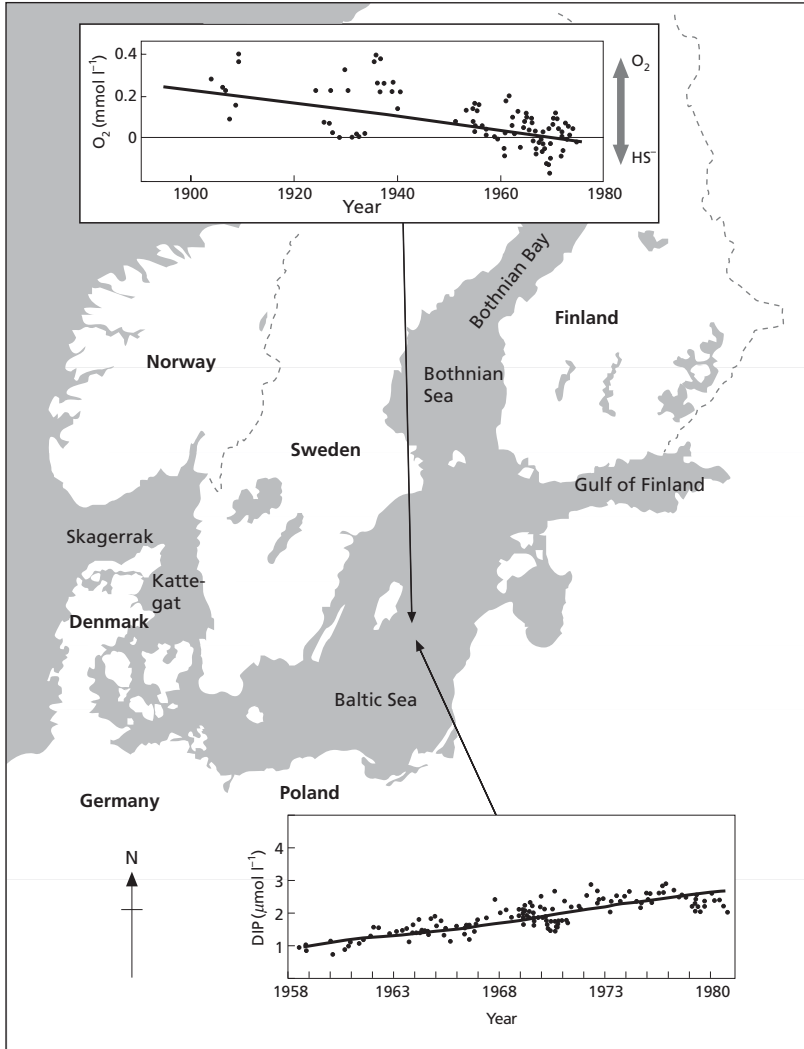 0.4
0.2
0
O₂ (mmol l⁻¹)
O₂
HS⁻
1900 1920 1940 1960 1980
Year
Bothnian Bay
Finland
Norway
Bothnian
Sea
Sweden
Gulf of Finland
Skagerrak
Katte-
gat
Denmark
Baltic Sea
Germany
Poland
N
4
3
2
1
DIP (μmol l⁻¹)
1958 1963 1968 1973 1980
Year